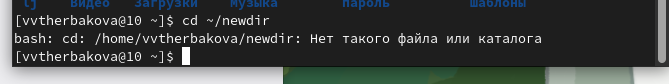 lj Видео Загрузки Музыка пароль шаблоны
[vvtherbakova@10 ~]$ cd ~/newdir
bash: cd: /home/vvtherbakova/newdir: Нет такого файла или каталога
[vvtherbakova@10 ~]$